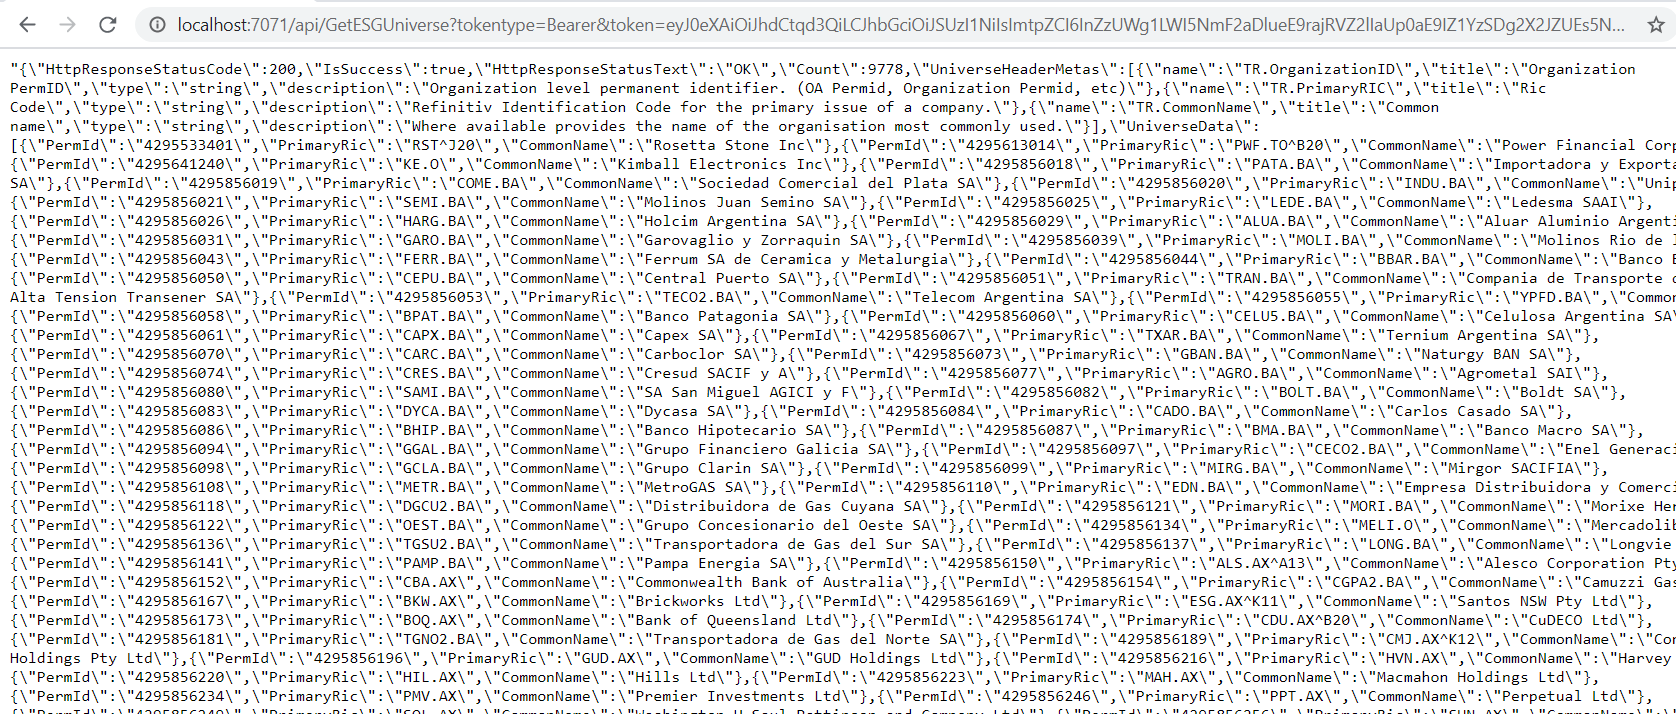 localhost:7071/api/GetESGUniverse?tokentype=Bearer&token=eyJ0eXAiOiJhdCtqd3QiLCJhbGciOiJSUzI1NiIsImtpZCI6InZzUWg1LWI5NmF2aDlueE9rajRVZ2lIaUp0aE9IZ1YzSDg2X2JZUEs5N...
"{\"HttpResponseStatusCode\":200,\"IsSuccess\":true,\"HttpResponseStatusText\":\"OK\",\"Count\":9778,\"UniverseHeaderMetas\":[{\"name\":\"TR.OrganizationID\",\"title\":\"Organization
PermID\",\"type\":\"string\",\"description\":\"Organization level permanent identifier. (OA Permid, Organization Permid, etc)\"},{\"name\":\"TR.PrimaryRIC\",\"title\":\"Ric
Code\",\"type\":\"string\",\"description\":\"Refinitiv Identification Code for the primary issue of a company.\"},{\"name\":\"TR.CommonName\",\"title\":\"Common
name\",\"type\":\"string\",\"description\":\"Where available provides the name of the organisation most commonly used.\"}],\"UniverseData\":
[{\"PermId\":\"4295533401\",\"PrimaryRic\":\"RST^J20\",\"CommonName\":\"Rosetta Stone Inc\"},{\"PermId\":\"4295613014\",\"PrimaryRic\":\"PWF.TO^B20\",\"CommonName\":\"Power Financial Corp
{\"PermId\":\"4295641240\",\"PrimaryRic\":\"KE.O\",\"CommonName\":\"Kimball Electronics Inc\"},{\"PermId\":\"4295856018\",\"PrimaryRic\":\"PATA.BA\",\"CommonName\":\"Importadora y Exporta
SA\"},{\"PermId\":\"4295856019\",\"PrimaryRic\":\"COME.BA\",\"CommonName\":\"Sociedad Comercial del Plata SA\"},{\"PermId\":\"4295856020\",\"PrimaryRic\":\"INDU.BA\",\"CommonName\":\"Unip
{\"PermId\":\"4295856021\",\"PrimaryRic\":\"SEMI.BA\",\"CommonName\":\"Molinos Juan Semino SA\"},{\"PermId\":\"4295856025\",\"PrimaryRic\":\"LEDE.BA\",\"CommonName\":\"Ledesma SAAI\"},
{\"PermId\":\"4295856026\",\"PrimaryRic\":\"HARG.BA\",\"CommonName\":\"Holcim Argentina SA\"},{\"PermId\":\"4295856029\",\"PrimaryRic\":\"ALUA.BA\",\"CommonName\":\"Aluar Aluminio Argenti
{\"PermId\":\"4295856031\",\"PrimaryRic\":\"GARO.BA\",\"CommonName\":\"Garovaglio y Zorraquin SA\"},{\"PermId\":\"4295856039\",\"PrimaryRic\":\"MOLI.BA\",\"CommonName\":\"Molinos Rio de l
{\"PermId\":\"4295856043\",\"PrimaryRic\":\"FERR.BA\",\"CommonName\":\"Ferrum SA de Ceramica y Metalurgia\"},{\"PermId\":\"4295856044\",\"PrimaryRic\":\"BBAR.BA\",\"CommonName\":\"Banco B
{\"PermId\":\"4295856050\",\"PrimaryRic\":\"CEPU.BA\",\"CommonName\":\"Central Puerto SA\"},{\"PermId\":\"4295856051\",\"PrimaryRic\":\"TRAN.BA\",\"CommonName\":\"Compania de Transporte d
Alta Tension Transener SA\"},{\"PermId\":\"4295856053\",\"PrimaryRic\":\"TECO2.BA\",\"CommonName\":\"Telecom Argentina SA\"},{\"PermId\":\"4295856055\",\"PrimaryRic\":\"YPFD.BA\",\"Common
{\"PermId\":\"4295856058\",\"PrimaryRic\":\"BPAT.BA\",\"CommonName\":\"Banco Patagonia SA\"},{\"PermId\":\"4295856060\",\"PrimaryRic\":\"CELU5.BA\",\"CommonName\":\"Celulosa Argentina SA\
{\"PermId\":\"4295856061\",\"PrimaryRic\":\"CAPX.BA\",\"CommonName\":\"Capex SA\"},{\"PermId\":\"4295856067\",\"PrimaryRic\":\"TXAR.BA\",\"CommonName\":\"Ternium Argentina SA\"},
{\"PermId\":\"4295856070\",\"PrimaryRic\":\"CARC.BA\",\"CommonName\":\"Carboclor SA\"},{\"PermId\":\"4295856073\",\"PrimaryRic\":\"GBAN.BA\",\"CommonName\":\"Naturgy BAN SA\"},
{\"PermId\":\"4295856074\",\"PrimaryRic\":\"CRES.BA\",\"CommonName\":\"Cresud SACIF y A\"},{\"PermId\":\"4295856077\",\"PrimaryRic\":\"AGRO.BA\",\"CommonName\":\"Agrometal SAI\"},
{\"PermId\":\"4295856080\",\"PrimaryRic\":\"SAMI.BA\",\"CommonName\":\"SA San Miguel AGICI y F\"},{\"PermId\":\"4295856082\",\"PrimaryRic\":\"BOLT.BA\",\"CommonName\":\"Boldt SA\"},
{\"PermId\":\"4295856083\",\"PrimaryRic\":\"DYCA.BA\",\"CommonName\":\"Dycasa SA\"},{\"PermId\":\"4295856084\",\"PrimaryRic\":\"CADO.BA\",\"CommonName\":\"Carlos Casado SA\"},
{\"PermId\":\"4295856086\",\"PrimaryRic\":\"BHIP.BA\",\"CommonName\":\"Banco Hipotecario SA\"},{\"PermId\":\"4295856087\",\"PrimaryRic\":\"BMA.BA\",\"CommonName\":\"Banco Macro SA\"},
{\"PermId\":\"4295856094\",\"PrimaryRic\":\"GGAL.BA\",\"CommonName\":\"Grupo Financiero Galicia SA\"},{\"PermId\":\"4295856097\",\"PrimaryRic\":\"CECO2.BA\",\"CommonName\":\"Enel Generaci
{\"PermId\":\"4295856098\",\"PrimaryRic\":\"GCLA.BA\",\"CommonName\":\"Grupo Clarin SA\"},{\"PermId\":\"4295856099\",\"PrimaryRic\":\"MIRG.BA\",\"CommonName\":\"Mirgor SACIFIA\"},
{\"PermId\":\"4295856108\",\"PrimaryRic\":\"METR.BA\",\"CommonName\":\"MetroGAS SA\"},{\"PermId\":\"4295856110\",\"PrimaryRic\":\"EDN.BA\",\"CommonName\":\"Empresa Distribuidora y Comerci
{\"PermId\":\"4295856118\",\"PrimaryRic\":\"DGCU2.BA\",\"CommonName\":\"Distribuidora de Gas Cuyana SA\"},{\"PermId\":\"4295856121\",\"PrimaryRic\":\"MORI.BA\",\"CommonName\":\"Morixe Her
{\"PermId\":\"4295856122\",\"PrimaryRic\":\"OEST.BA\",\"CommonName\":\"Grupo Concesionario del Oeste SA\"},{\"PermId\":\"4295856134\",\"PrimaryRic\":\"MELI.O\",\"CommonName\":\"Mercadolib
{\"PermId\":\"4295856136\",\"PrimaryRic\":\"TGSU2.BA\",\"CommonName\":\"Transportadora de Gas del Sur SA\"},{\"PermId\":\"4295856137\",\"PrimaryRic\":\"LONG.BA\",\"CommonName\":\"Longvie
{\"PermId\":\"4295856141\",\"PrimaryRic\":\"PAMP.BA\",\"CommonName\":\"Pampa Energia SA\"},{\"PermId\":\"4295856150\",\"PrimaryRic\":\"ALS.AX^A13\",\"CommonName\":\"Alesco Corporation Pty
{\"PermId\":\"4295856152\",\"PrimaryRic\":\"CBA.AX\",\"CommonName\":\"Commonwealth Bank of Australia\"},{\"PermId\":\"4295856154\",\"PrimaryRic\":\"CGPA2.BA\",\"CommonName\":\"Camuzzi Gas
{\"PermId\":\"4295856167\",\"PrimaryRic\":\"BKW.AX\",\"CommonName\":\"Brickworks Ltd\"},{\"PermId\":\"4295856169\",\"PrimaryRic\":\"ESG.AX^K11\",\"CommonName\":\"Santos NSW Pty Ltd\"},
{\"PermId\":\"4295856173\",\"PrimaryRic\":\"BOQ.AX\",\"CommonName\":\"Bank of Queensland Ltd\"},{\"PermId\":\"4295856174\",\"PrimaryRic\":\"CDU.AX^B20\",\"CommonName\":\"CuDECO Ltd\"},
{\"PermId\":\"4295856181\",\"PrimaryRic\":\"TGNO2.BA\",\"CommonName\":\"Transportadora de Gas del Norte SA\"},{\"PermId\":\"4295856189\",\"PrimaryRic\":\"CMJ.AX^K12\",\"CommonName\":\"Con
Holdings Pty Ltd\"},{\"PermId\":\"4295856196\",\"PrimaryRic\":\"GUD.AX\",\"CommonName\":\"GUD Holdings Ltd\"},{\"PermId\":\"4295856216\",\"PrimaryRic\":\"HVN.AX\",\"CommonName\":\"Harvey
{\"PermId\":\"4295856220\",\"PrimaryRic\":\"HIL.AX\",\"CommonName\":\"Hills Ltd\"},{\"PermId\":\"4295856223\",\"PrimaryRic\":\"MAH.AX\",\"CommonName\":\"Macmahon Holdings Ltd\"},
{\"PermId\":\"4295856234\",\"PrimaryRic\":\"PMV.AX\",\"CommonName\":\"Premier Investments Ltd\"},{\"PermId\":\"4295856246\",\"PrimaryRic\":\"PPT.AX\",\"CommonName\":\"Perpetual Ltd\"},